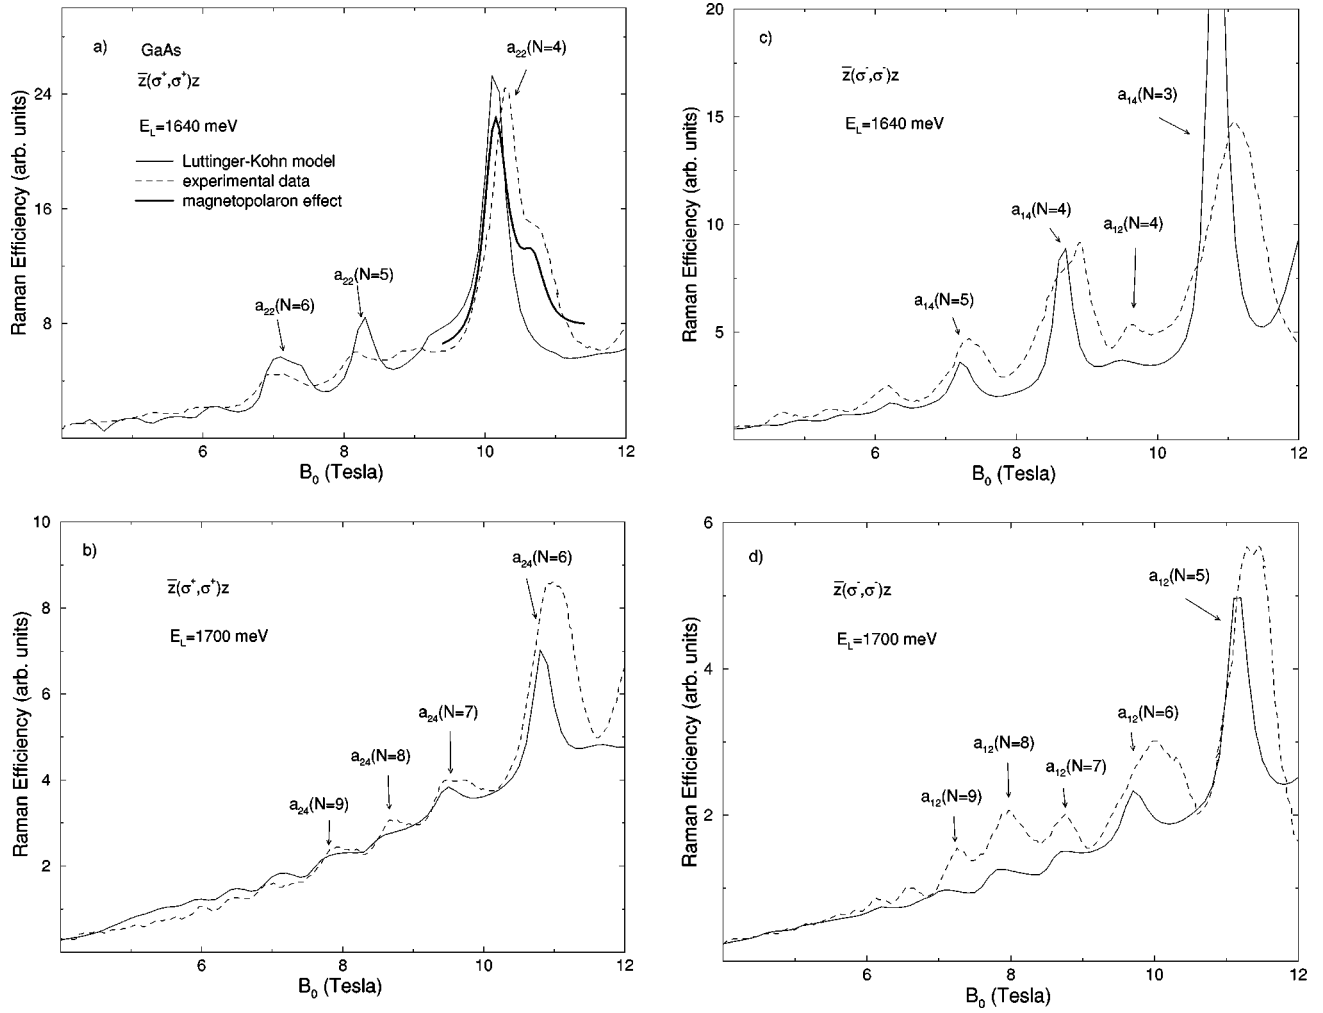 a)
GaAs
z̅(σ⁺,σ⁺)z
E_L=1640 meV
Luttinger-Kohn model
experimental data
magnetopolaron effect
a₂₂(N=4)
a₂₂(N=5)
a₂₂(N=6)
Raman Efficiency (arb. units)
24
16
8
6 8 10 12
B₀ (Tesla)
c)
z̅(σ⁻,σ⁻)z
E_L=1640 meV
a₁₄(N=3)
a₁₄(N=4)
a₁₂(N=4)
a₁₄(N=5)
Raman Efficiency (arb. units)
20
15
10
5
6 8 10 12
B₀ (Tesla)
b)
z̅(σ⁺,σ⁺)z
E_L=1700 meV
a₂₄(N=6)
a₂₄(N=7)
a₂₄(N=8)
a₂₄(N=9)
Raman Efficiency (arb. units)
10
8
6
4
2
6 8 10 12
B₀ (Tesla)
d)
z̅(σ⁻,σ⁻)z
E_L=1700 meV
a₁₂(N=5)
a₁₂(N=6)
a₁₂(N=8)
a₁₂(N=7)
a₁₂(N=9)
Raman Efficiency (arb. units)
6
4
2
6 8 10 12
B₀ (Tesla)